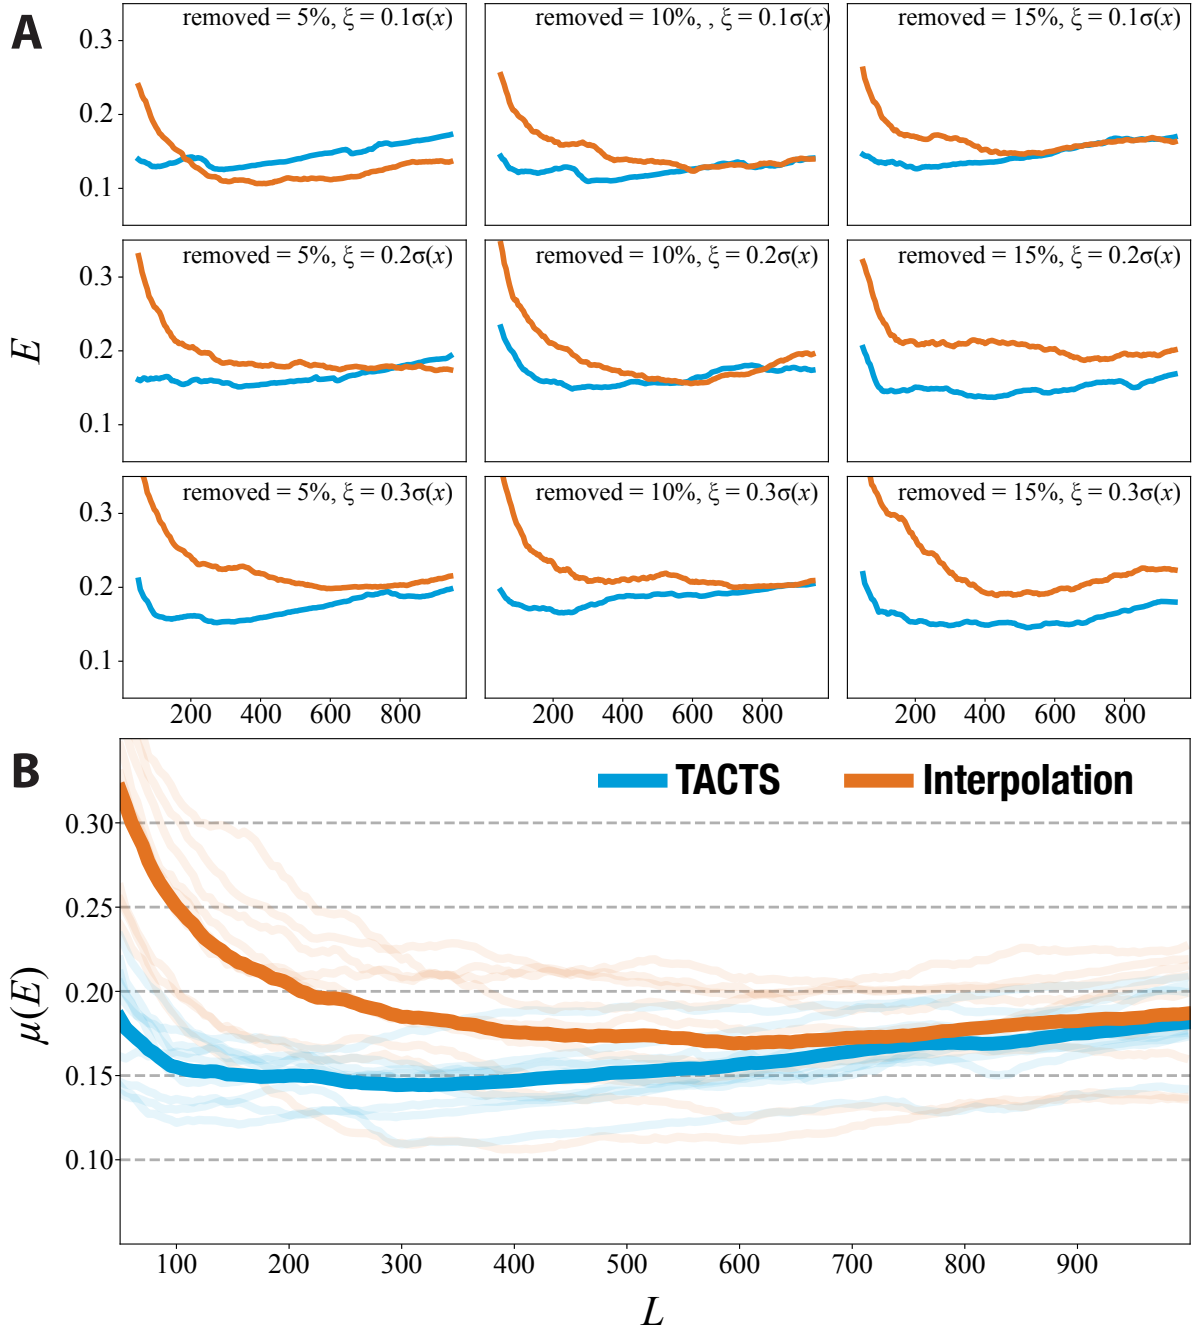 A
removed = 5%, ξ = 0.1σ(x)
removed = 10%, , ξ = 0.1σ(x)
removed = 15%, ξ = 0.1σ(x)
0.3
0.2
0.1
removed = 5%, ξ = 0.2σ(x)
removed = 10%, ξ = 0.2σ(x)
removed = 15%, ξ = 0.2σ(x)
0.3
0.2
0.1
E
removed = 5%, ξ = 0.3σ(x)
removed = 10%, ξ = 0.3σ(x)
removed = 15%, ξ = 0.3σ(x)
0.3
0.2
0.1
200 400 600 800
200 400 600 800
200 400 600 800
B
TACTS
Interpolation
0.30
0.25
0.20
0.15
0.10
μ(E)
100 200 300 400 500 600 700 800 900
L